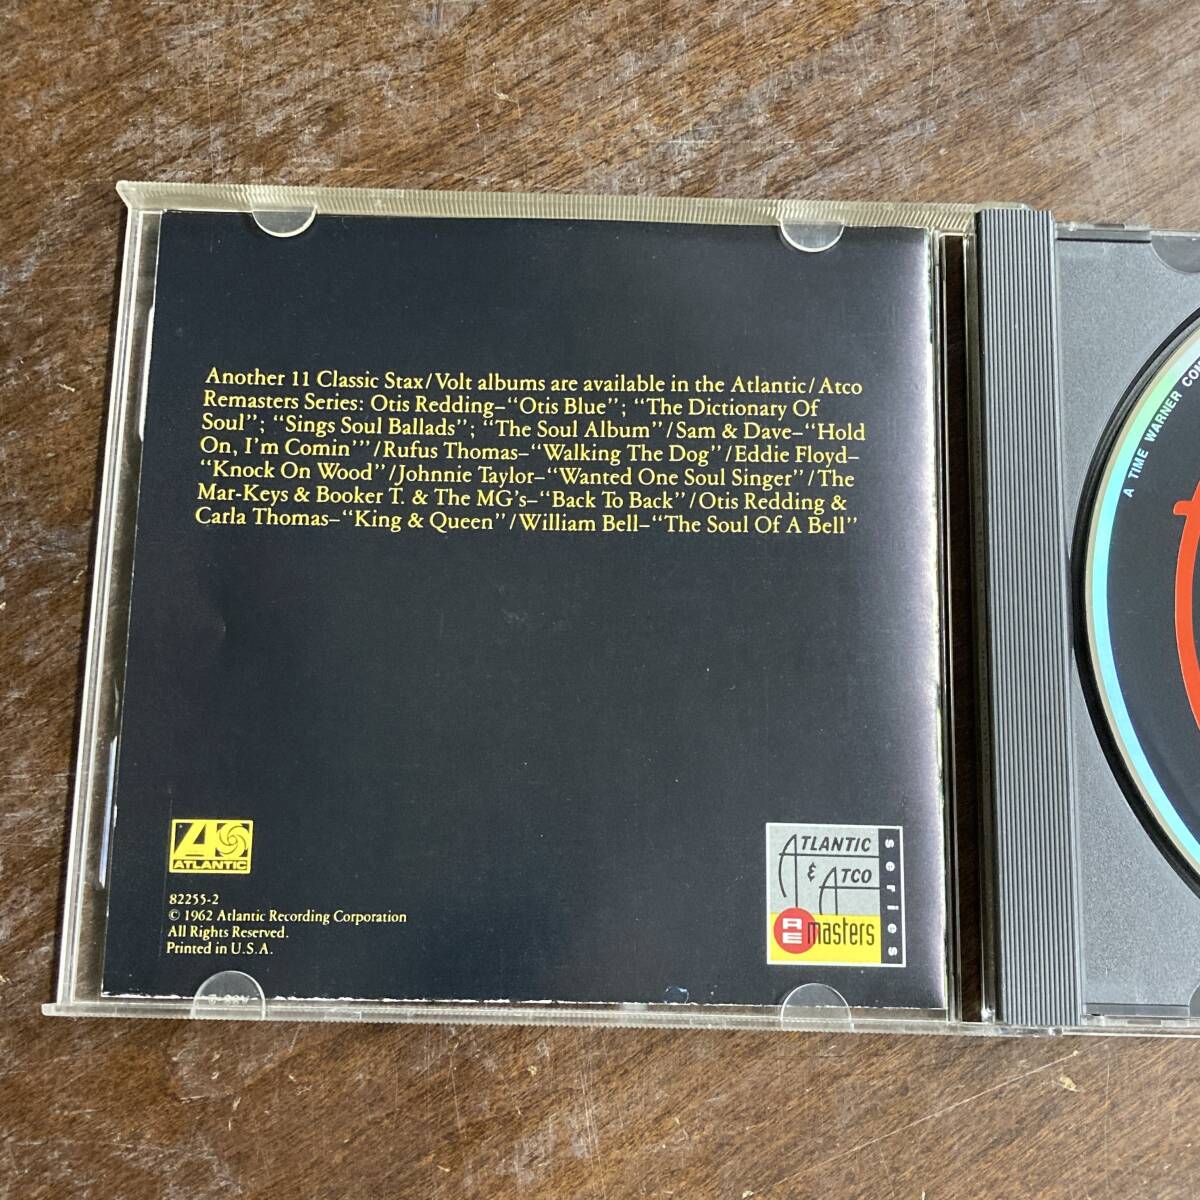 Another 11 Classic Stax/Volt albums are available in the Atlantic/Atco
Remasters Series: Otis Redding–“Otis Blue”; “The Dictionary Of
Soul”; “Sings Soul Ballads”; “The Soul Album”/Sam & Dave–“Hold
On, I'm Comin'”/Rufus Thomas–“Walking The Dog”/Eddie Floyd–
“Knock On Wood”/Johnnie Taylor–“Wanted One Soul Singer”/The
Mar-Keys & Booker T. & The MG's–“Back To Back”/Otis Redding &
Carla Thomas–“King & Queen”/William Bell–“The Soul Of A Bell”
ATLANTIC
82255-2
© 1962 Atlantic Recording Corporation
All Rights Reserved.
Printed in U.S.A.
ATLANTIC
& ATCO
RE masters
series
A TIME WARNER